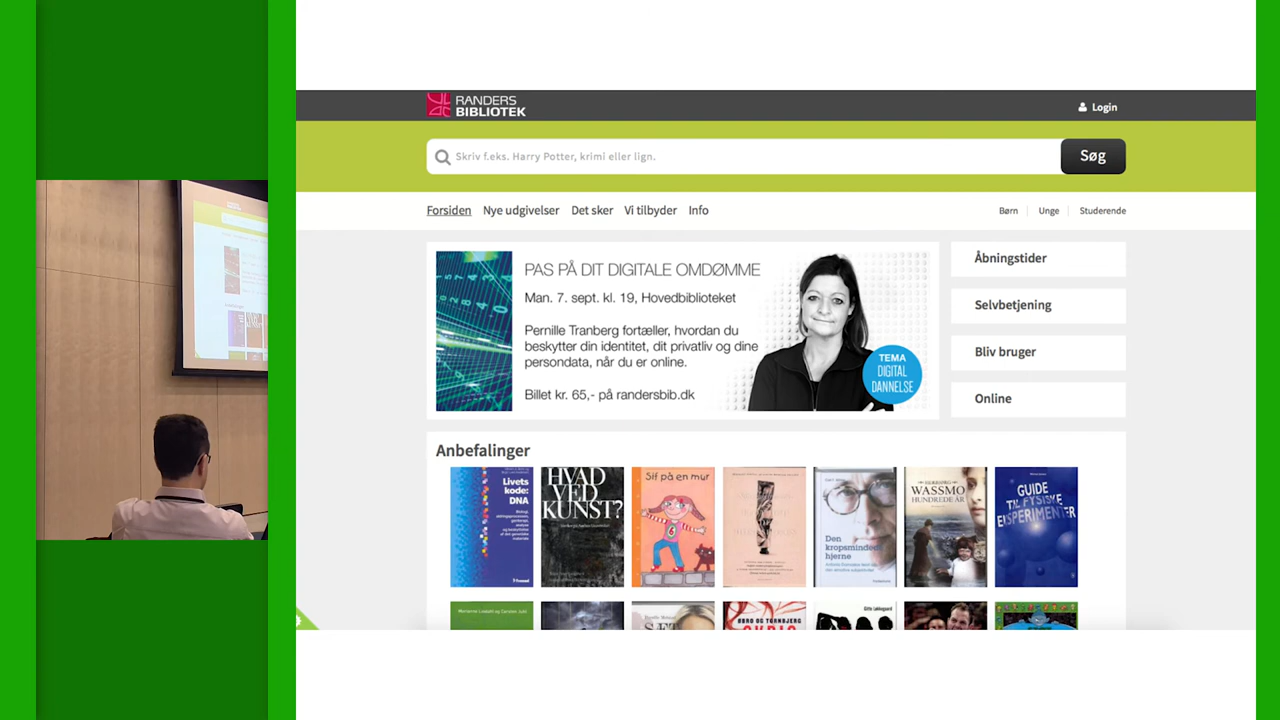 RANDERS
BIBLIOTEK
Login
Skriv f.eks. Harry Potter, krimi eller lign.
Søg
Forsiden Nye udgivelser Det sker Vi tilbyder Info
Børn Unge Studerende
PAS PÅ DIT DIGITALE OMDØMME
Man. 7. sept. kl. 19, Hovedbiblioteket
Pernille Tranberg fortæller, hvordan du
beskytter din identitet, dit privatliv og dine
persondata, når du er online.
Billet kr. 65,- på randersbib.dk
TEMA
DIGITAL
DANNELSE
Åbningstider
Selvbetjening
Bliv bruger
Online
Anbefalinger
Livets
kode:
DNA
HVAD
VED
KUNST?
Sif på en mur
Den
kropsmindede
hjerne
WASSMO
HUNDREDE ÅR
GUIDE
TIL FYSISKE
EKSPERIMENTER